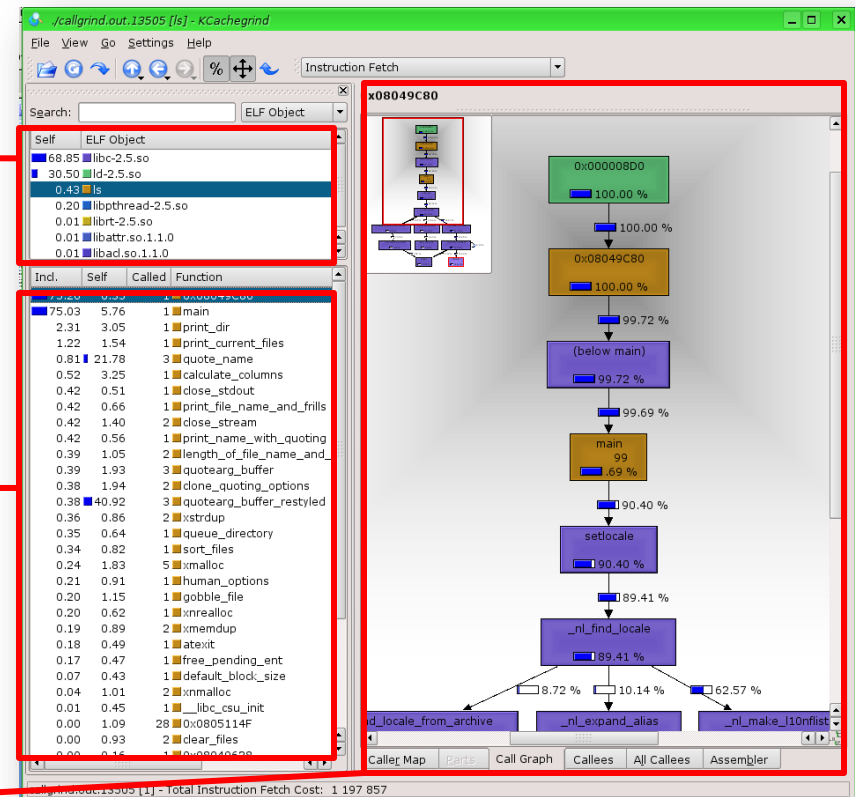 ./callgrind.out.13505 [ls] - KCachegrind
File View Go Settings Help
% Instruction Fetch
Search: ELF Object
Self ELF Object
68.85 libc-2.5.so
30.50 ld-2.5.so
0.43 ls
0.20 libpthread-2.5.so
0.01 librt-2.5.so
0.01 libattr.so.1.1.0
0.01 libacl.so.1.1.0
Incl. Self Called Function
75.03 5.76 1 main
2.31 3.05 1 print_dir
1.22 1.54 1 print_current_files
0.81 21.78 3 quote_name
0.52 3.25 1 calculate_columns
0.42 0.51 1 close_stdout
0.42 0.66 1 print_file_name_and_frills
0.42 1.40 2 close_stream
0.42 0.56 1 print_name_with_quoting
0.39 1.05 2 length_of_file_name_and_
0.39 1.93 3 quotearg_buffer
0.38 1.94 2 clone_quoting_options
0.38 40.92 3 quotearg_buffer_restyled
0.36 0.86 2 xstrdup
0.35 0.64 1 queue_directory
0.34 0.82 1 sort_files
0.24 1.83 5 xmalloc
0.21 0.91 1 human_options
0.20 1.15 1 gobble_file
0.20 0.62 1 xnrealloc
0.19 0.89 2 xmemdup
0.18 0.49 1 atexit
0.17 0.47 1 free_pending_ent
0.07 0.43 1 default_block_size
0.04 1.01 2 xnmalloc
0.01 0.45 1 __libc_csu_init
0.00 1.09 28 0x0805114F
0.00 0.93 2 clear_files
x08049C80
0x000008D0
100.00 %
100.00 %
0x08049C80
100.00 %
99.72 %
(below main)
99.72 %
99.69 %
main
99
.69 %
90.40 %
setlocale
90.40 %
89.41 %
_nl_find_locale
89.41 %
8.72 % 10.14 % 62.57 %
nd_locale_from_archive _nl_expand_alias _nl_make_l10nflist
Caller Map Parts Call Graph Callees All Callees Assembler
callgrind.out.13505 [1] - Total Instruction Fetch Cost: 1 197 857